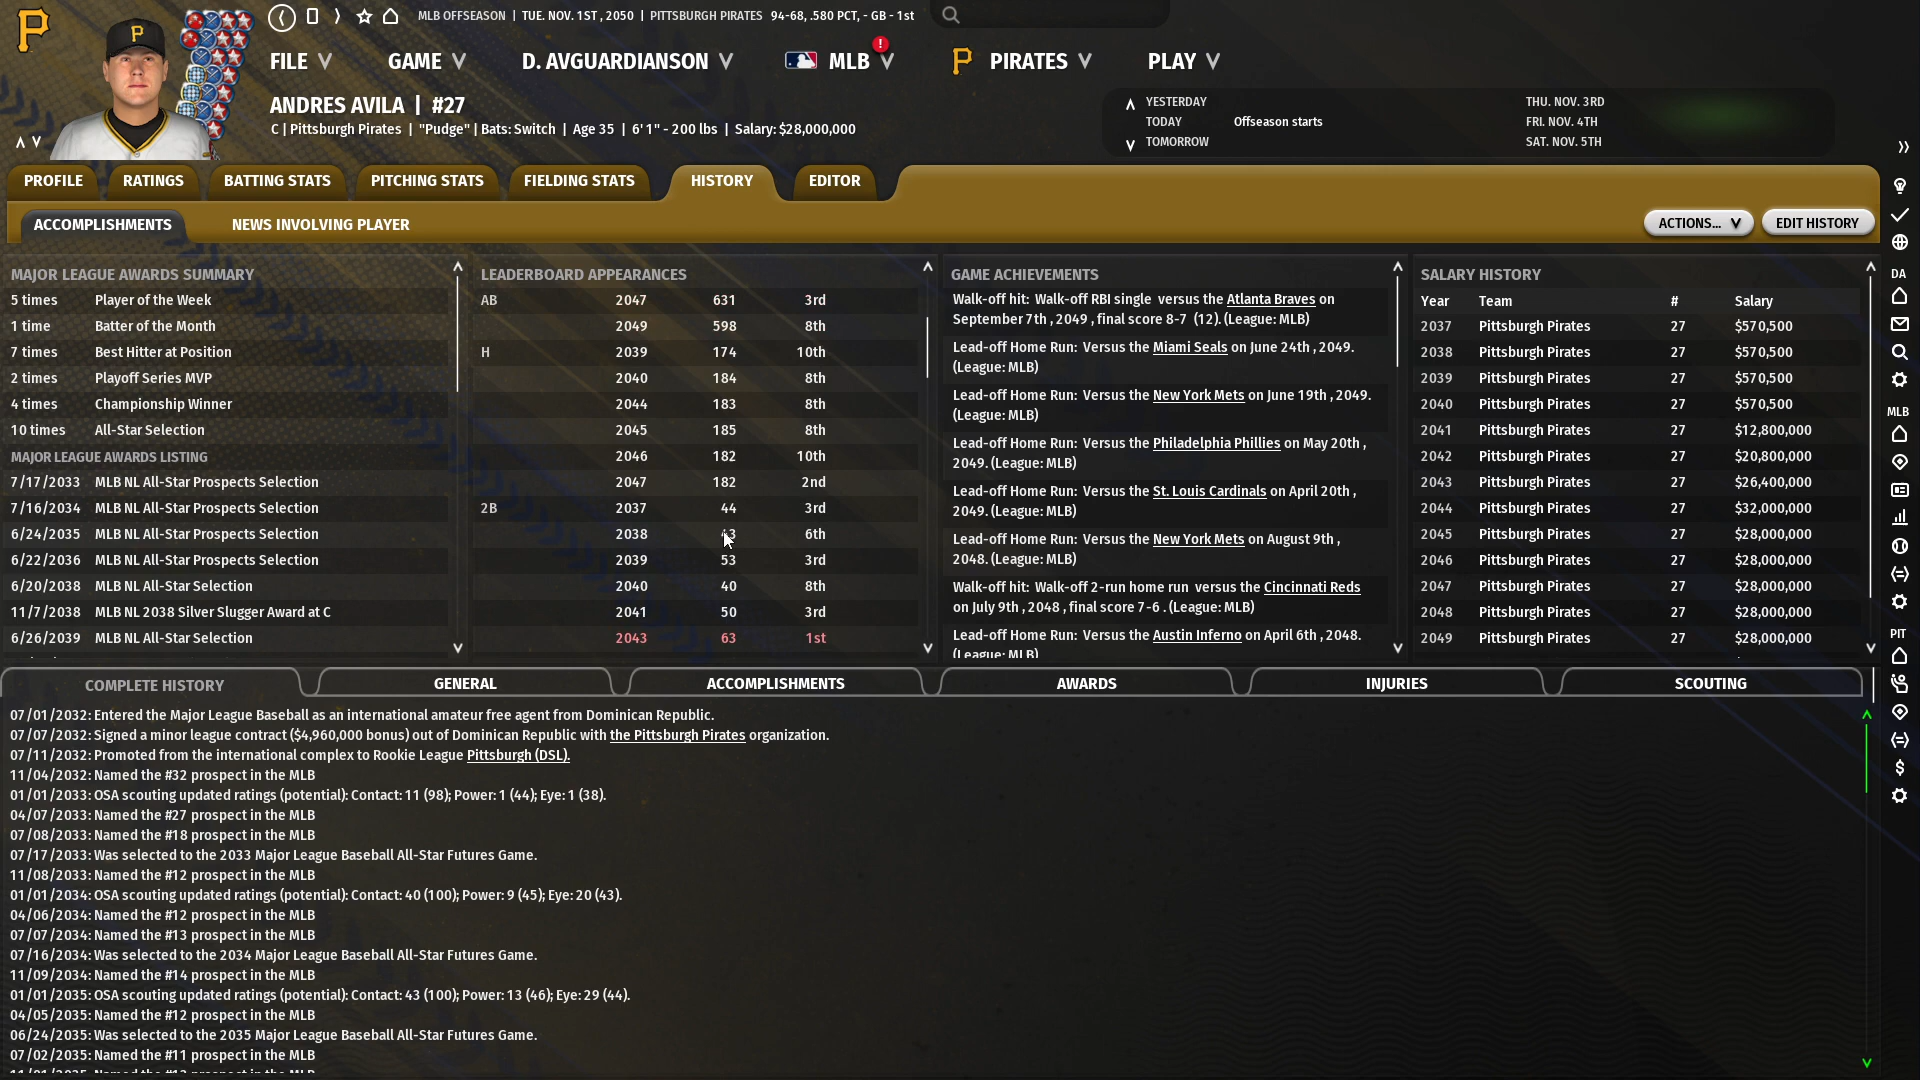 MLB OFFSEASON | TUE. NOV. 1ST , 2050 | PITTSBURGH PIRATES 94-68, .580 PCT, - GB - 1st
FILE GAME D. AVGUARDIANSON MLB ! P PIRATES PLAY
ANDRES AVILA | #27
C | Pittsburgh Pirates | "Pudge" | Bats: Switch | Age 35 | 6' 1" - 200 lbs | Salary: $28,000,000
YESTERDAY THU. NOV. 3RD
TODAY Offseason starts FRI. NOV. 4TH
TOMORROW SAT. NOV. 5TH
PROFILE RATINGS BATTING STATS PITCHING STATS FIELDING STATS HISTORY EDITOR
ACCOMPLISHMENTS NEWS INVOLVING PLAYER ACTIONS... EDIT HISTORY
MAJOR LEAGUE AWARDS SUMMARY
5 times Player of the Week
1 time Batter of the Month
7 times Best Hitter at Position
2 times Playoff Series MVP
4 times Championship Winner
10 times All-Star Selection
MAJOR LEAGUE AWARDS LISTING
7/17/2033 MLB NL All-Star Prospects Selection
7/16/2034 MLB NL All-Star Prospects Selection
6/24/2035 MLB NL All-Star Prospects Selection
6/22/2036 MLB NL All-Star Prospects Selection
6/20/2038 MLB NL All-Star Selection
11/7/2038 MLB NL 2038 Silver Slugger Award at C
6/26/2039 MLB NL All-Star Selection
LEADERBOARD APPEARANCES
AB 2047 631 3rd
2049 598 8th
H 2039 174 10th
2040 184 8th
2044 183 8th
2045 185 8th
2046 182 10th
2047 182 2nd
2B 2037 44 3rd
2038 6th
2039 53 3rd
2040 40 8th
2041 50 3rd
2043 63 1st
GAME ACHIEVEMENTS
Walk-off hit: Walk-off RBI single versus the Atlanta Braves on
September 7th , 2049 , final score 8-7 (12). (League: MLB)
Lead-off Home Run: Versus the Miami Seals on June 24th , 2049.
(League: MLB)
Lead-off Home Run: Versus the New York Mets on June 19th , 2049.
(League: MLB)
Lead-off Home Run: Versus the Philadelphia Phillies on May 20th ,
2049. (League: MLB)
Lead-off Home Run: Versus the St. Louis Cardinals on April 20th ,
2049. (League: MLB)
Lead-off Home Run: Versus the New York Mets on August 9th ,
2048. (League: MLB)
Walk-off hit: Walk-off 2-run home run versus the Cincinnati Reds
on July 9th , 2048 , final score 7-6 . (League: MLB)
Lead-off Home Run: Versus the Austin Inferno on April 6th , 2048.
(League: MLB)
SALARY HISTORY
Year Team # Salary
2037 Pittsburgh Pirates 27 $570,500
2038 Pittsburgh Pirates 27 $570,500
2039 Pittsburgh Pirates 27 $570,500
2040 Pittsburgh Pirates 27 $570,500
2041 Pittsburgh Pirates 27 $12,800,000
2042 Pittsburgh Pirates 27 $20,800,000
2043 Pittsburgh Pirates 27 $26,400,000
2044 Pittsburgh Pirates 27 $32,000,000
2045 Pittsburgh Pirates 27 $28,000,000
2046 Pittsburgh Pirates 27 $28,000,000
2047 Pittsburgh Pirates 27 $28,000,000
2048 Pittsburgh Pirates 27 $28,000,000
2049 Pittsburgh Pirates 27 $28,000,000
DA
MLB
PIT
COMPLETE HISTORY GENERAL ACCOMPLISHMENTS AWARDS INJURIES SCOUTING
07/01/2032: Entered the Major League Baseball as an international amateur free agent from Dominican Republic.
07/07/2032: Signed a minor league contract ($4,960,000 bonus) out of Dominican Republic with the Pittsburgh Pirates organization.
07/11/2032: Promoted from the international complex to Rookie League Pittsburgh (DSL).
11/04/2032: Named the #32 prospect in the MLB
01/01/2033: OSA scouting updated ratings (potential): Contact: 11 (98); Power: 1 (44); Eye: 1 (38).
04/07/2033: Named the #27 prospect in the MLB
07/08/2033: Named the #18 prospect in the MLB
07/17/2033: Was selected to the 2033 Major League Baseball All-Star Futures Game.
11/08/2033: Named the #12 prospect in the MLB
01/01/2034: OSA scouting updated ratings (potential): Contact: 40 (100); Power: 9 (45); Eye: 20 (43).
04/06/2034: Named the #12 prospect in the MLB
07/07/2034: Named the #13 prospect in the MLB
07/16/2034: Was selected to the 2034 Major League Baseball All-Star Futures Game.
11/09/2034: Named the #14 prospect in the MLB
01/01/2035: OSA scouting updated ratings (potential): Contact: 43 (100); Power: 13 (46); Eye: 29 (44).
04/05/2035: Named the #12 prospect in the MLB
06/24/2035: Was selected to the 2035 Major League Baseball All-Star Futures Game.
07/02/2035: Named the #11 prospect in the MLB